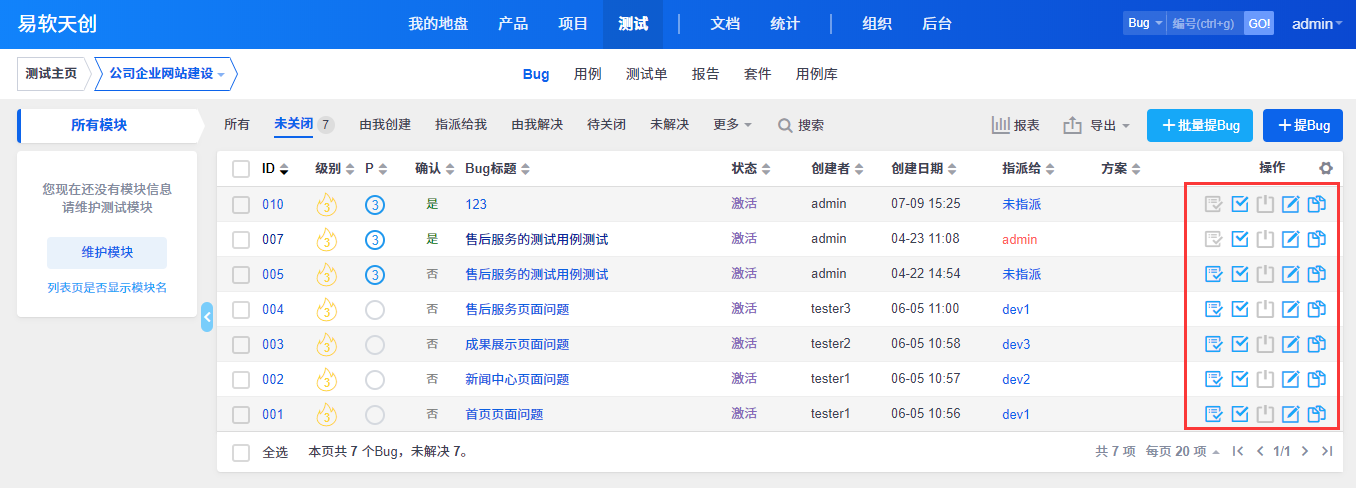 易软天创 我的地盘 产品 项目 测试 文档 统计 组织 后台 Bug 编号(ctrl+g) GO! admin
测试主页 公司企业网站建设 Bug 用例 测试单 报告 套件 用例库
所有模块 所有 未关闭 7 由我创建 指派给我 由我解决 待关闭 未解决 更多 搜索 报表 导出 +批量提Bug +提Bug
您现在还没有模块信息
请维护测试模块
维护模块
列表页是否显示模块名
ID 级别 P 确认 Bug标题 状态 创建者 创建日期 指派给 方案 操作
010 3 3 是 123 激活 admin 07-09 15:25 未指派
007 3 3 是 售后服务的测试用例测试 激活 admin 04-23 11:08 admin
005 3 3 否 售后服务的测试用例测试 激活 admin 04-22 14:54 未指派
004 3 否 售后服务页面问题 激活 tester3 06-05 11:00 dev1
003 3 否 成果展示页面问题 激活 tester2 06-05 10:58 dev3
002 3 否 新闻中心页面问题 激活 tester1 06-05 10:57 dev2
001 3 否 首页页面问题 激活 tester1 06-05 10:56 dev1
全选 本页共 7 个Bug，未解决 7。 共 7 项 每页 20 项 1/1